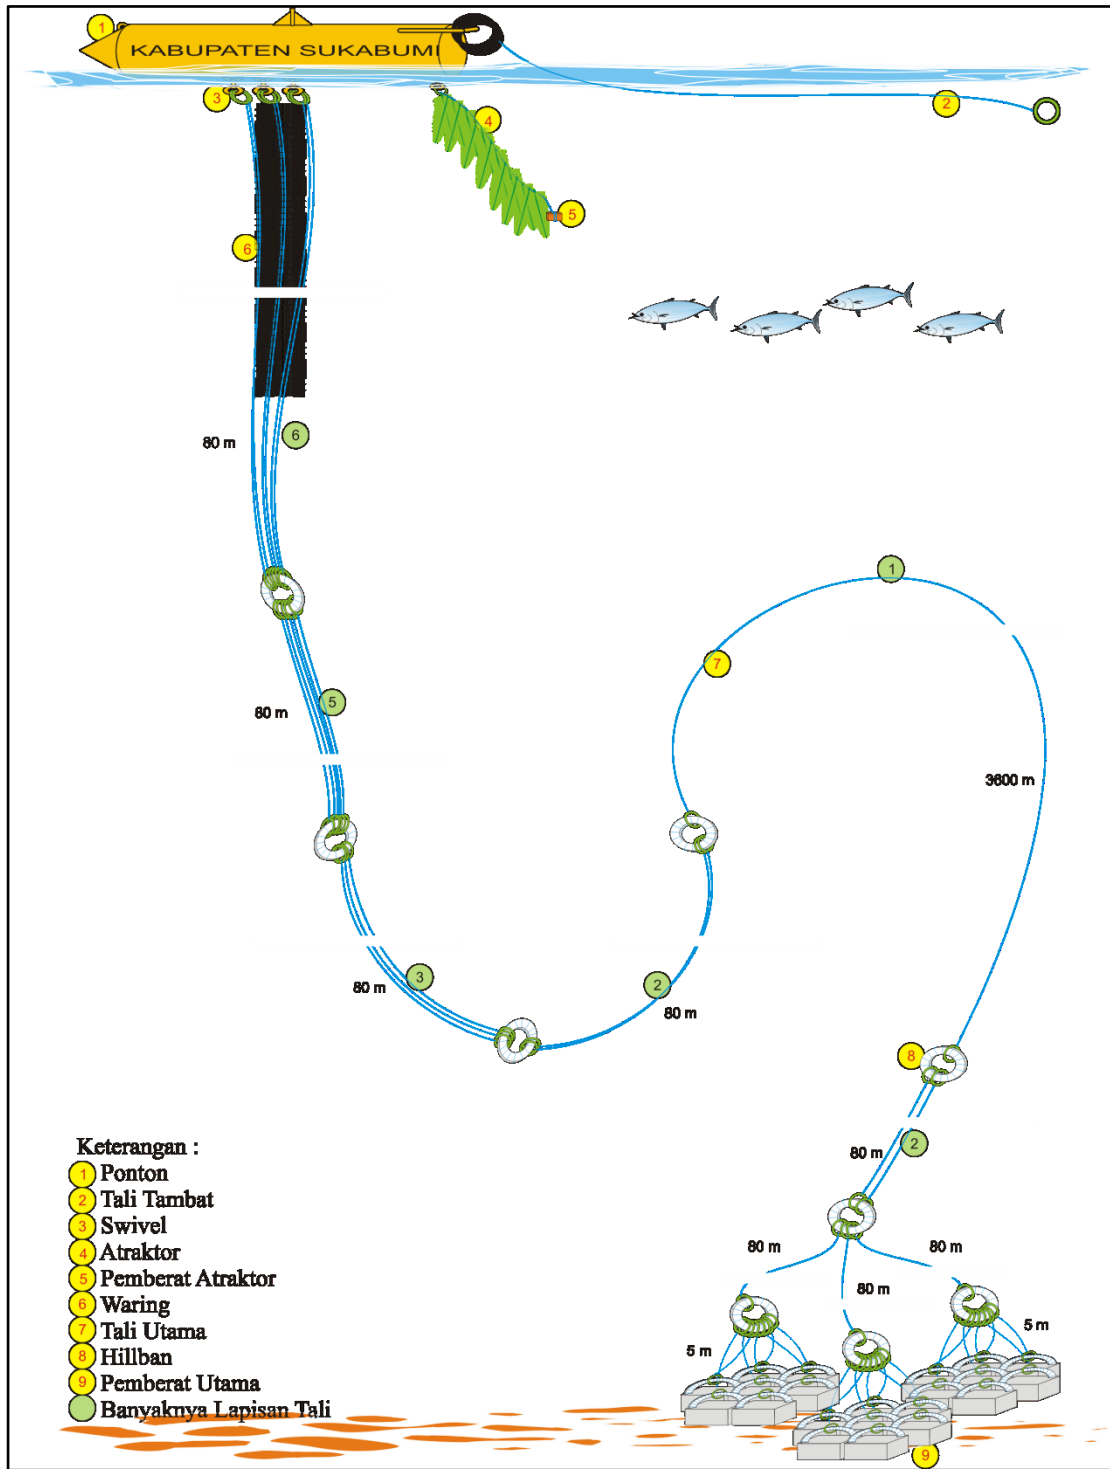 1
KABUPATEN SUKABUMI
3
4
2
5
6
80 m
6
1
7
80 m
5
3600 m
3
80 m
2
80 m
8
80 m
2
80 m
80 m
80 m
5 m
5 m
9
Keterangan :
1 Ponton
2 Tali Tambat
3 Swivel
4 Atraktor
5 Pemberat Atraktor
6 Waring
7 Tali Utama
8 Hillban
9 Pemberat Utama
Banyaknya Lapisan Tali